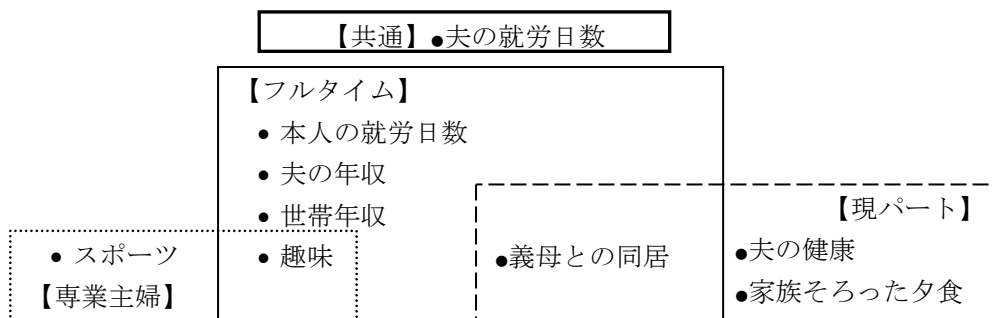 【共通】●夫の就労日数
【フルタイム】
● 本人の就労日数
● 夫の年収
● 世帯年収
【現パート】
● スポーツ
● 趣味
●義母との同居
●夫の健康
【専業主婦】
●家族そろった夕食